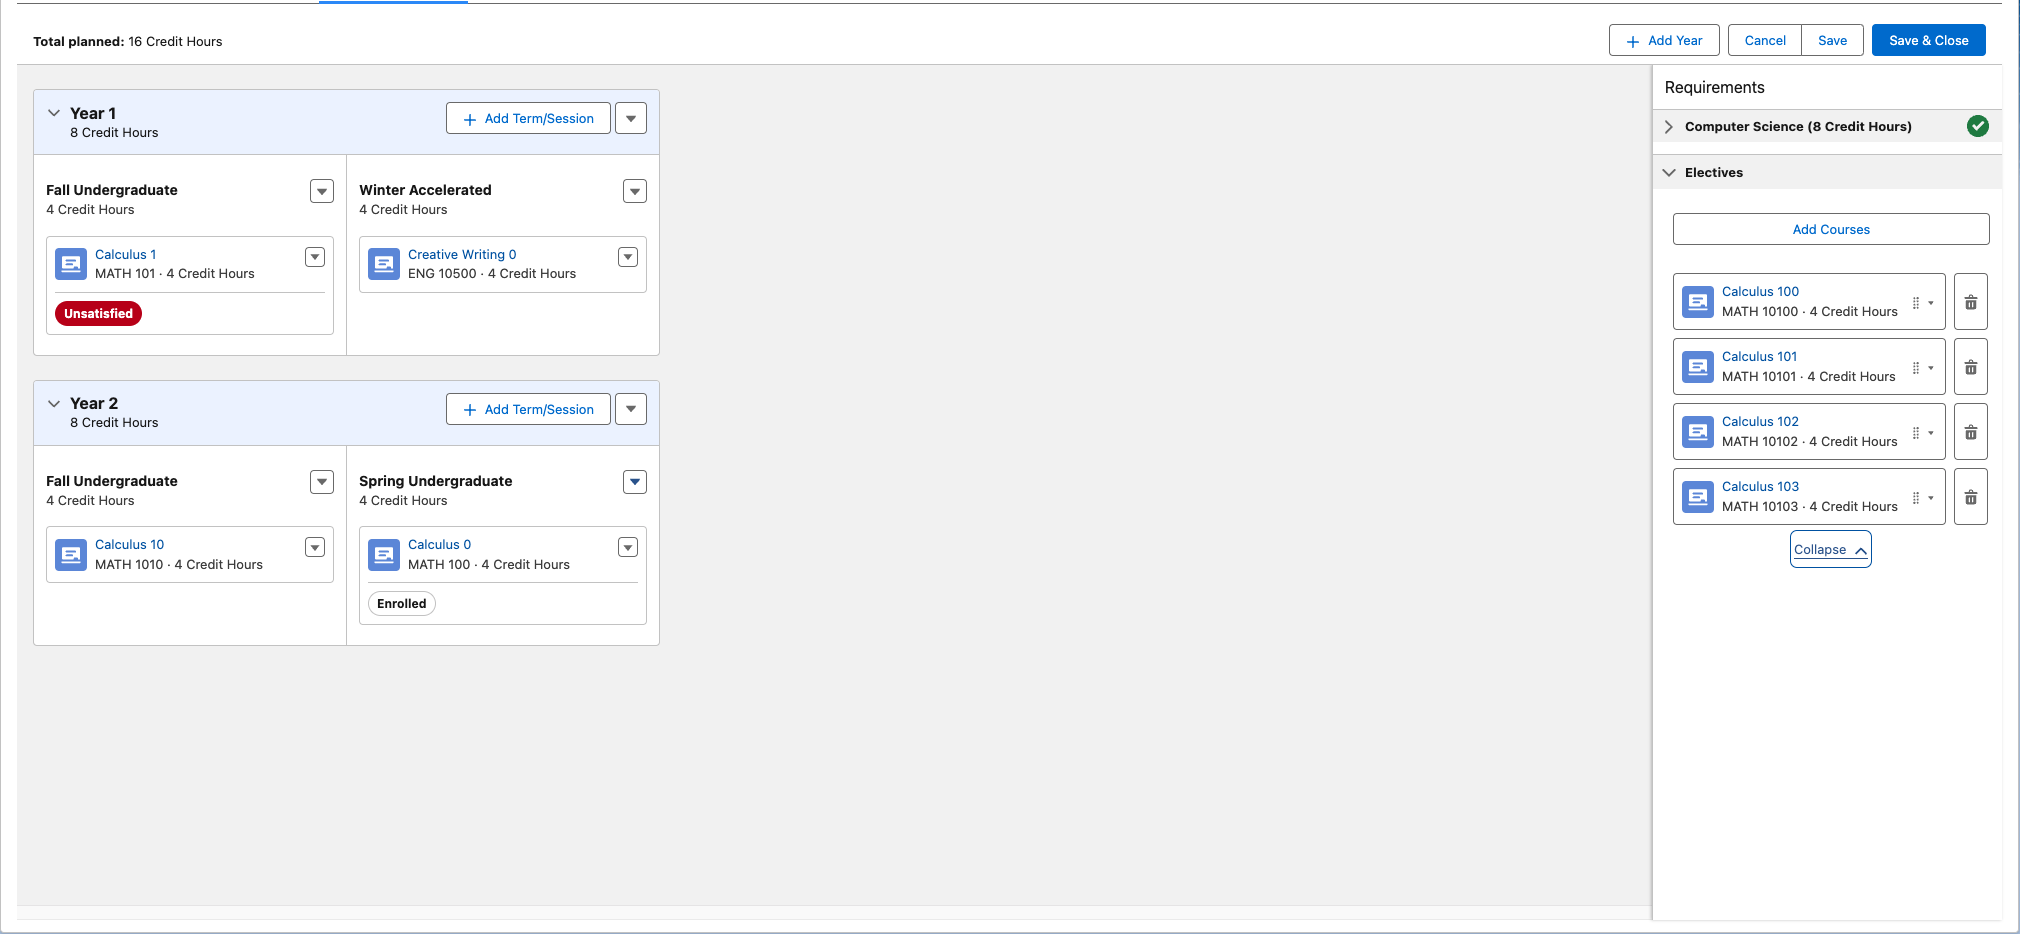 Total planned: 16 Credit Hours
Add Year
Cancel
Save
Save & Close
Year 1
8 Credit Hours
Add Term/Session
Fall Undergraduate
4 Credit Hours
Calculus 1
MATH 101 · 4 Credit Hours
Unsatisfied
Winter Accelerated
4 Credit Hours
Creative Writing 0
ENG 10500 · 4 Credit Hours
Year 2
8 Credit Hours
Add Term/Session
Fall Undergraduate
4 Credit Hours
Calculus 10
MATH 1010 · 4 Credit Hours
Spring Undergraduate
4 Credit Hours
Calculus 0
MATH 100 · 4 Credit Hours
Enrolled
Requirements
Computer Science (8 Credit Hours)
Electives
Add Courses
Calculus 100
MATH 10100 · 4 Credit Hours
Calculus 101
MATH 10101 · 4 Credit Hours
Calculus 102
MATH 10102 · 4 Credit Hours
Calculus 103
MATH 10103 · 4 Credit Hours
Collapse